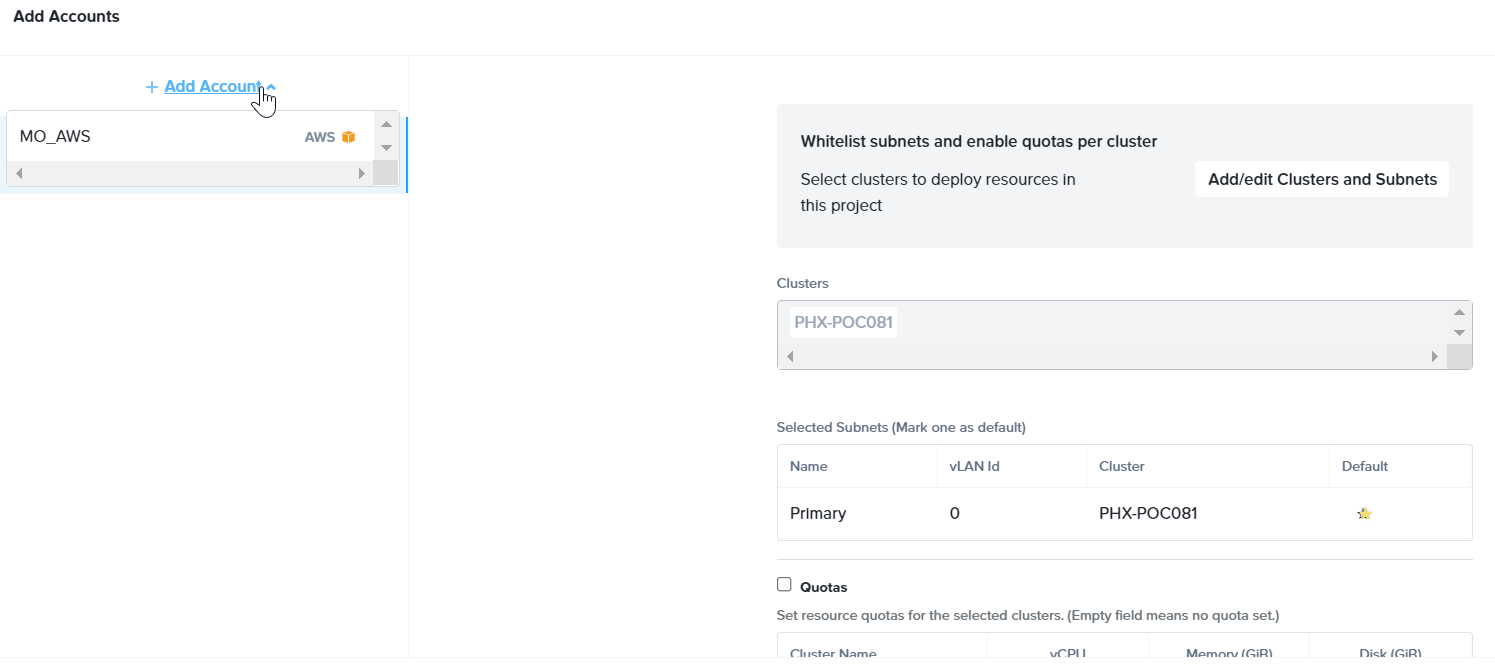 Add Accounts
+ Add Account
MO_AWS AWS
Whitelist subnets and enable quotas per cluster
Select clusters to deploy resources in
this project
Add/edit Clusters and Subnets
Clusters
PHX-POC081
Selected Subnets (Mark one as default)
Name vLAN Id Cluster Default
Primary 0 PHX-POC081
Quotas
Set resource quotas for the selected clusters. (Empty field means no quota set.)
Cluster Name vCPU Memory (GiB) Disk (GiB)